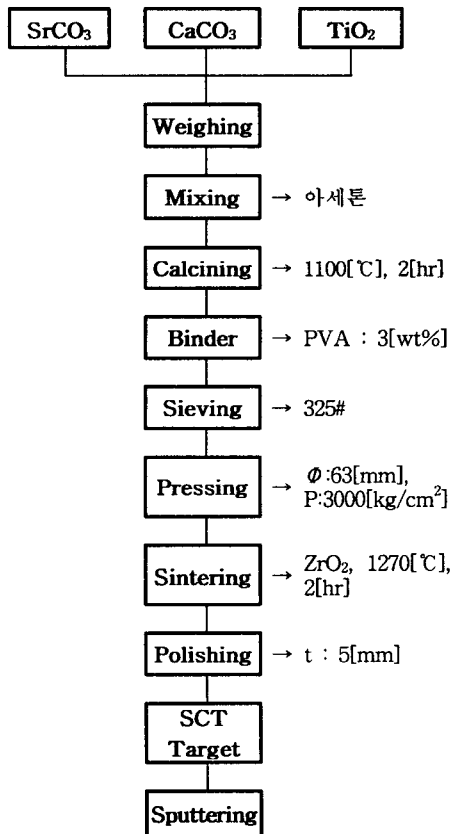 SrCO₃ CaCO₃ TiO₂
Weighing
Mixing → 아세톤
Calcining → 1100[℃], 2[hr]
Binder → PVA : 3[wt%]
Sieving → 325#
Pressing → Φ:63[mm],
P:3000[kg/cm²]
Sintering → ZrO₂, 1270[℃],
2[hr]
Polishing → t : 5[mm]
SCT
Target
Sputtering